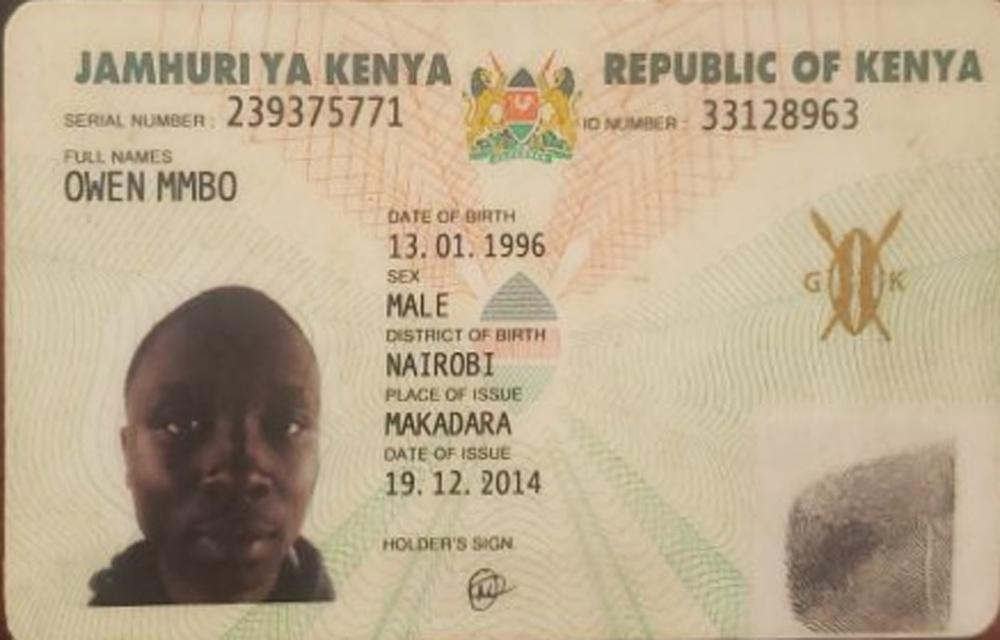 JAMHURI YA KENYA
REPUBLIC OF KENYA
SERIAL NUMBER : 239375771
ID NUMBER : 33128963
FULL NAMES
OWEN MMBO
DATE OF BIRTH
13. 01. 1996
SEX
MALE
DISTRICT OF BIRTH
NAIROBI
G K
PLACE OF ISSUE
MAKADARA
DATE OF ISSUE
19. 12. 2014
HOLDER'S SIGN.